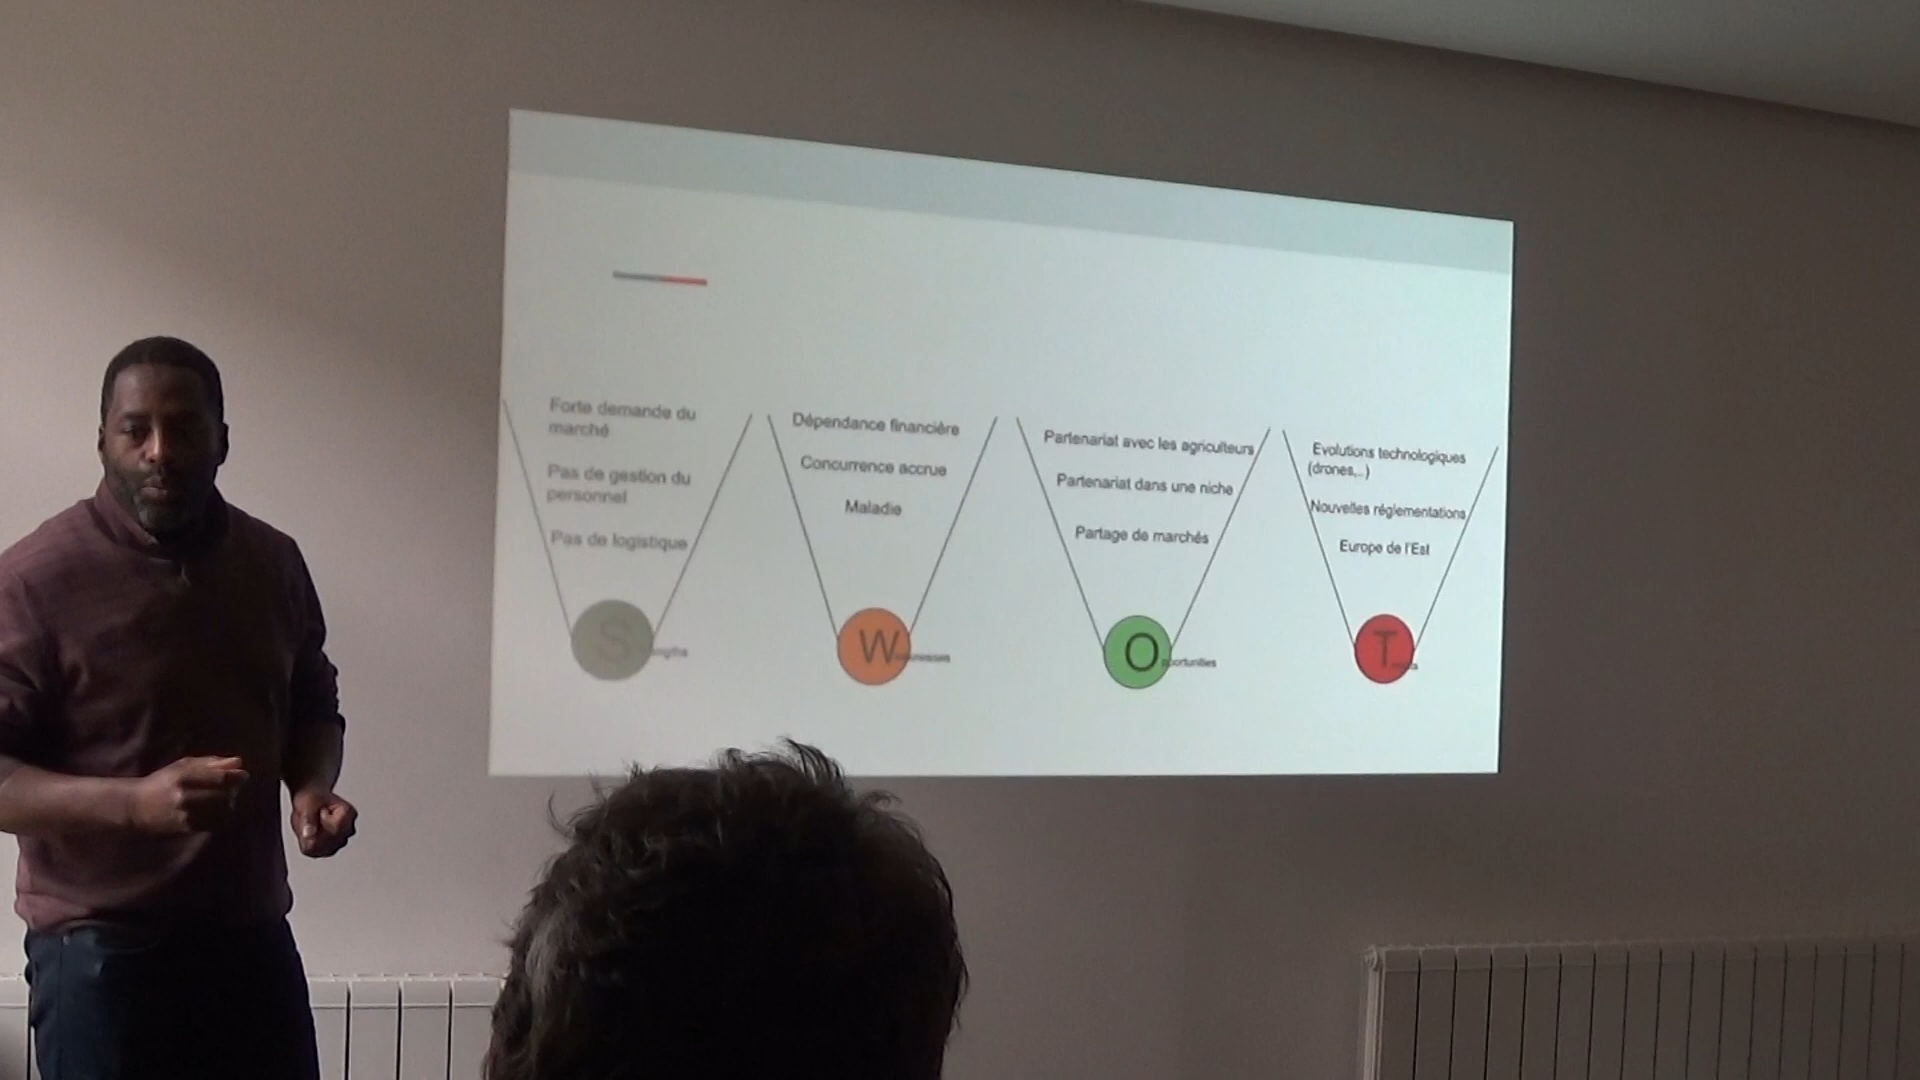 Forte demande du
marché
Pas de gestion du
personnel
Pas de logistique
S
Dépendance financière
Concurrence accrue
Maladie
W
Partenariat avec les agriculteurs
Partenariat dans une niche
Partage de marchés
O
pportunities
Evolutions technologiques
(drones,..)
Nouvelles réglementations
Europe de l'Est
T